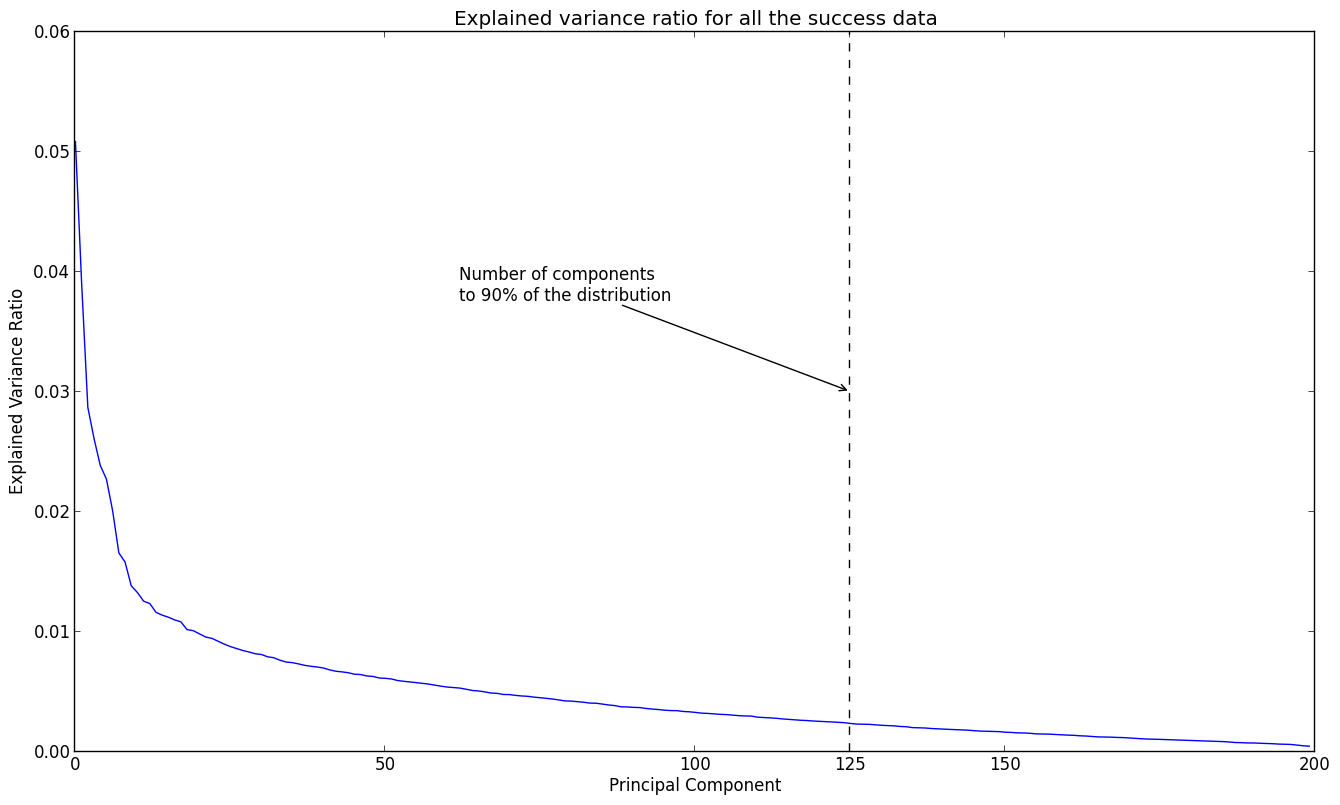 Explained variance ratio for all the success data
0.06
0.05
0.04
0.03
0.02
0.01
0.00
Explained Variance Ratio
Number of components
to 90% of the distribution
0 50 100 125 150 200
Principal Component